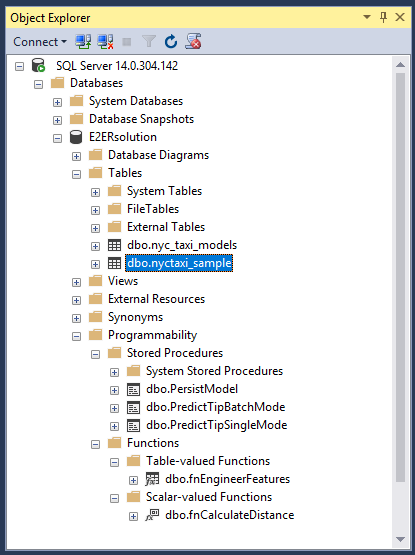 Object Explorer
Connect
SQL Server 14.0.304.142
Databases
System Databases
Database Snapshots
E2ERsolution
Database Diagrams
Tables
System Tables
FileTables
External Tables
dbo.nyc_taxi_models
dbo.nyctaxi_sample
Views
External Resources
Synonyms
Programmability
Stored Procedures
System Stored Procedures
dbo.PersistModel
dbo.PredictTipBatchMode
dbo.PredictTipSingleMode
Functions
Table-valued Functions
dbo.fnEngineerFeatures
Scalar-valued Functions
dbo.fnCalculateDistance